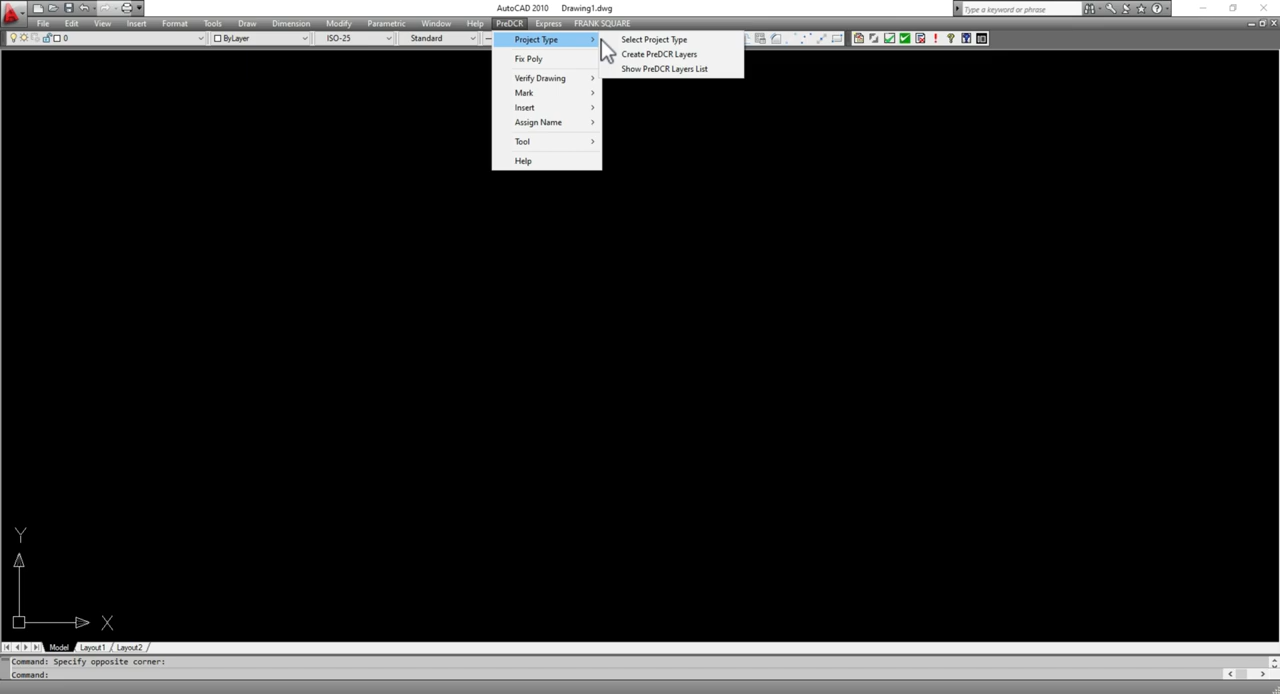 AutoCAD 2010 Drawing1.dwg
Type a keyword or phrase
File Edit View Insert Format Tools Draw Dimension Modify Parametric Window Help PreDCR Express FRANK SQUARE
0 ByLayer ISO-25 Standard
Project Type
Select Project Type
Create PreDCR Layers
Show PreDCR Layers List
Fix Poly
Verify Drawing
Mark
Insert
Assign Name
Tool
Help
Y
X
Model Layout1 Layout2
Command: Specify opposite corner:
Command: